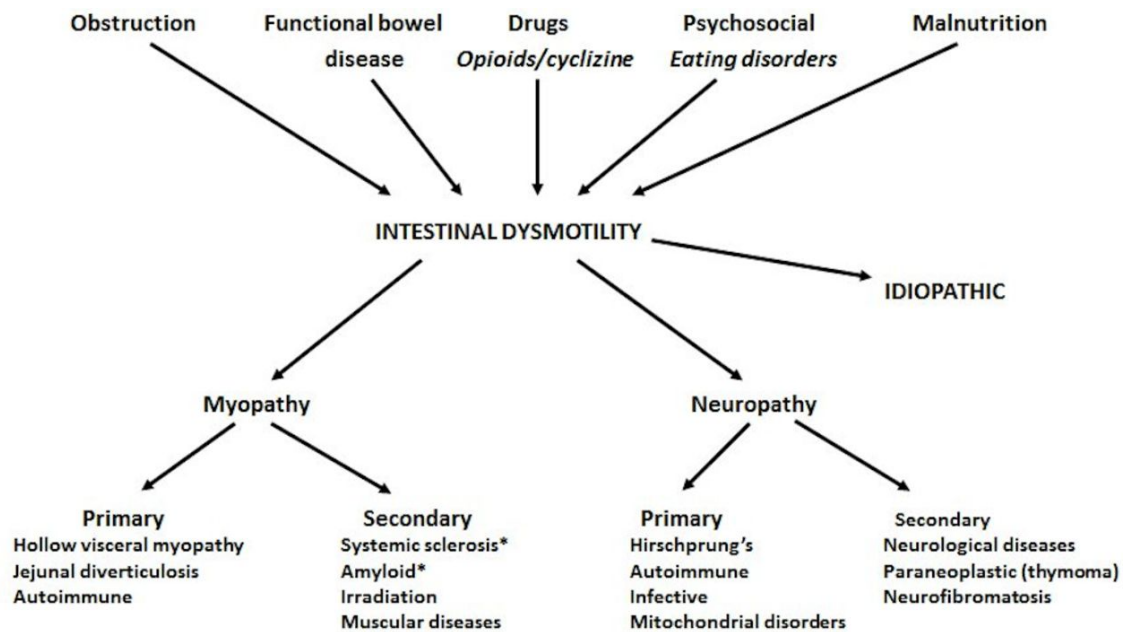 Obstruction
Functional bowel
disease
Drugs
Opioids/cyclizine
Psychosocial
Eating disorders
Malnutrition
INTESTINAL DYSMOTILITY
IDIOPATHIC
Myopathy
Neuropathy
Primary
Hollow visceral myopathy
Jejunal diverticulosis
Autoimmune
Secondary
Systemic sclerosis*
Amyloid*
Irradiation
Muscular diseases
Primary
Hirschprung's
Autoimmune
Infective
Mitochondrial disorders
Secondary
Neurological diseases
Paraneoplastic (thymoma)
Neurofibromatosis